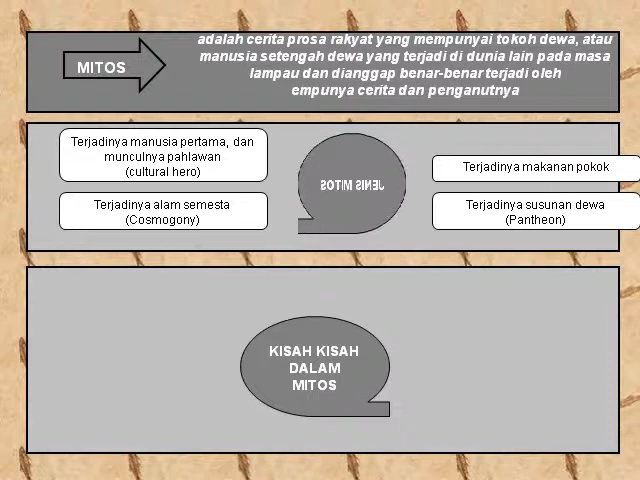 MITOS
adalah cerita prosa rakyat yang mempunyai tokoh dewa, atau
manusia setengah dewa yang terjadi di dunia lain pada masa
lampau dan dianggap benar-benar terjadi oleh
empunya cerita dan penganutnya
Terjadinya manusia pertama, dan
munculnya pahlawan
(cultural hero)
Terjadinya alam semesta
(Cosmogony)
JENIS MITOS
Terjadinya makanan pokok
Terjadinya susunan dewa
(Pantheon)
KISAH KISAH
DALAM
MITOS